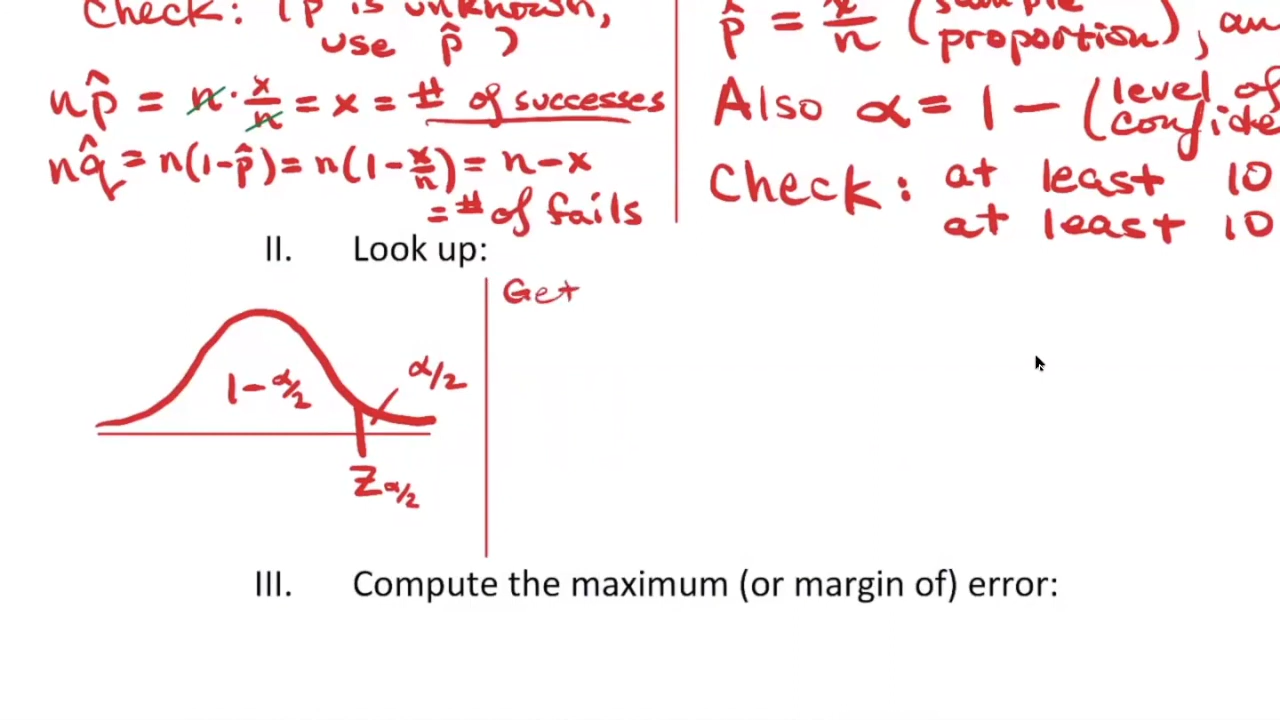 Check: (p is unknown,
use p̂ )
np̂ = n · x/n = x = # of successes
nq̂ = n(1-p̂) = n(1-x/n) = n-x
= # of fails
p̂ = x/n (sample proportion),
Also α = 1 - (level of
Check: at least 10
at least 10
II. Look up:
Get
1-α/2
α/2
Zα/2
III. Compute the maximum (or margin of) error: